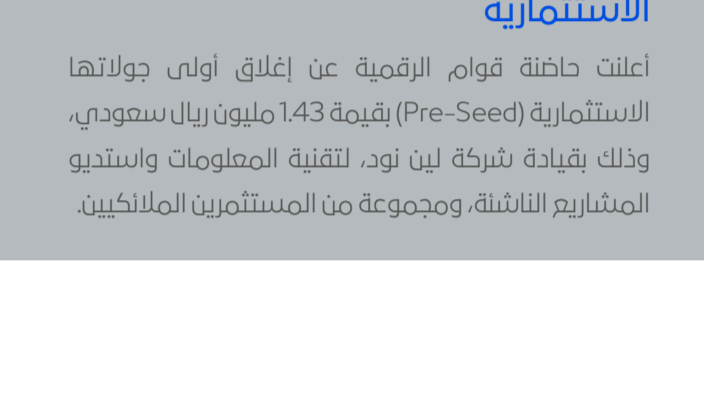 الاستثمارية
أعلنت حاضنة قوام الرقمية عن إغلاق أولى جولاتها
الاستثمارية (Pre-Seed) بقيمة 1.43 مليون ريال سعودي،
وذلك بقيادة شركة لين نود، لتقنية المعلومات واستديو
المشاريع الناشئة، ومجموعة من المستثمرين الملائكيين.